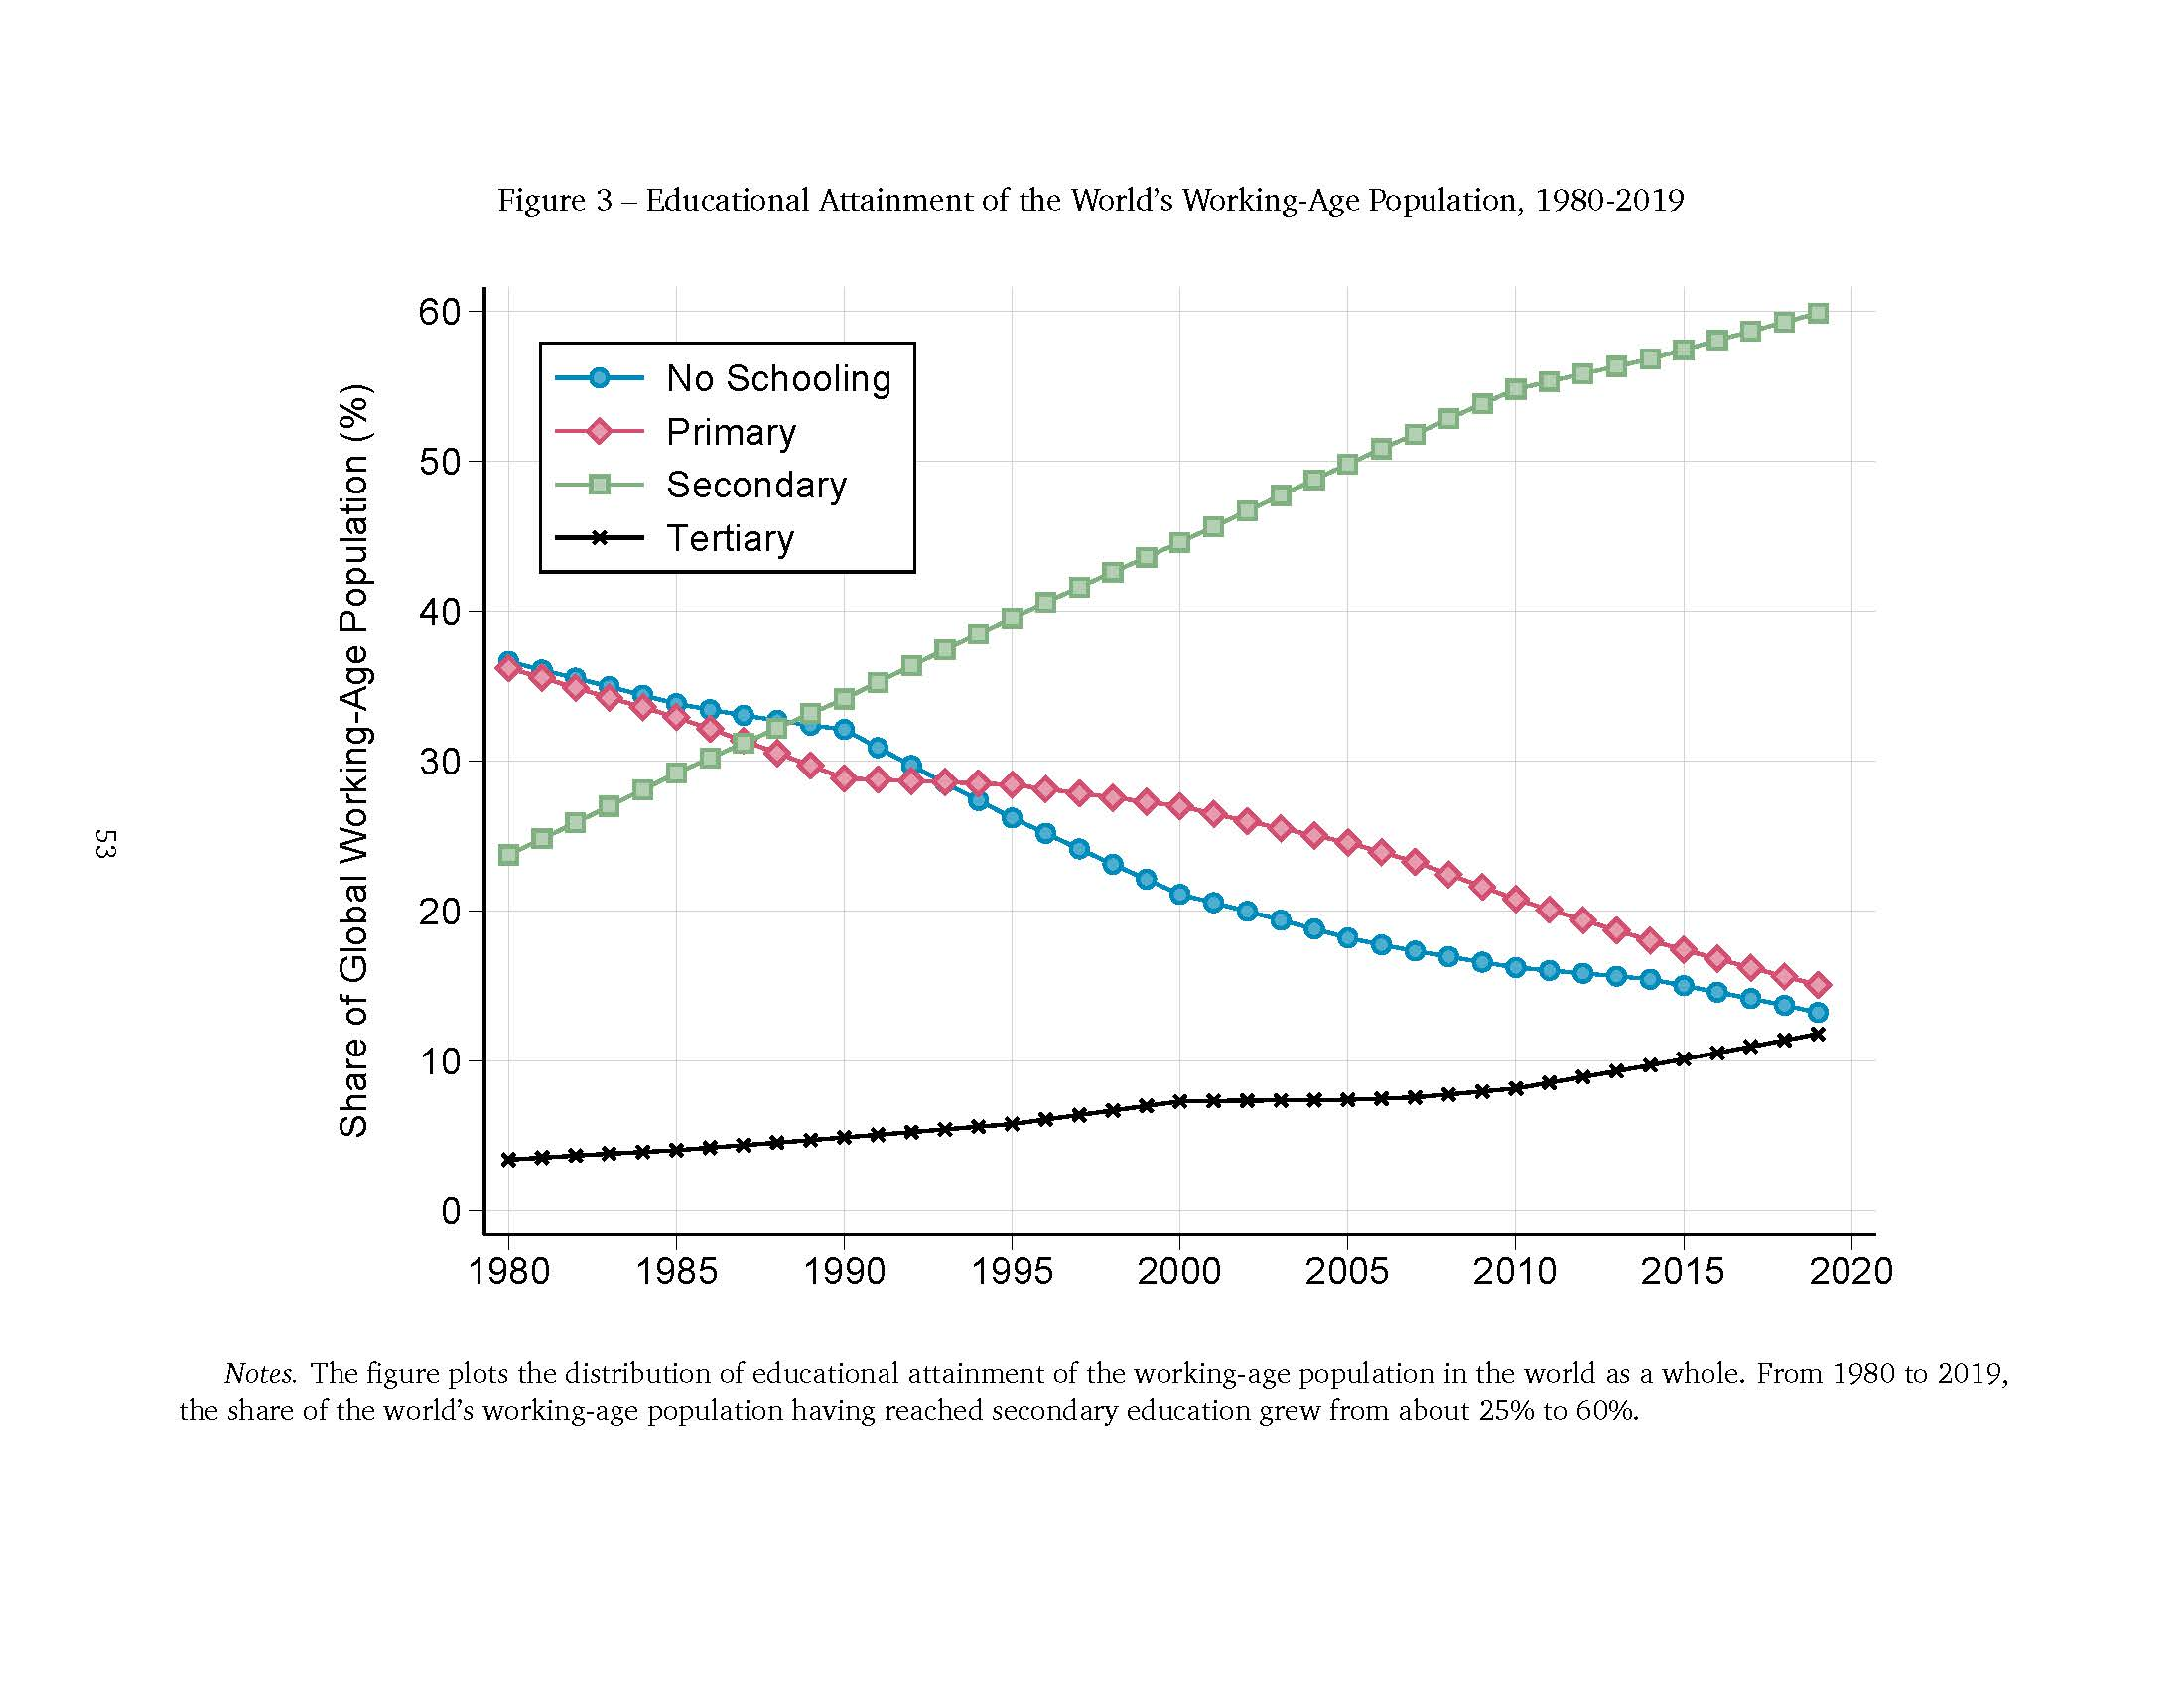 Figure 3 – Educational Attainment of the World's Working-Age Population, 1980-2019
Share of Global Working-Age Population (%)
60
50
40
30
20
10
0
No Schooling
Primary
Secondary
Tertiary
1980 1985 1990 1995 2000 2005 2010 2015 2020
Notes. The figure plots the distribution of educational attainment of the working-age population in the world as a whole. From 1980 to 2019,
the share of the world's working-age population having reached secondary education grew from about 25% to 60%.
53